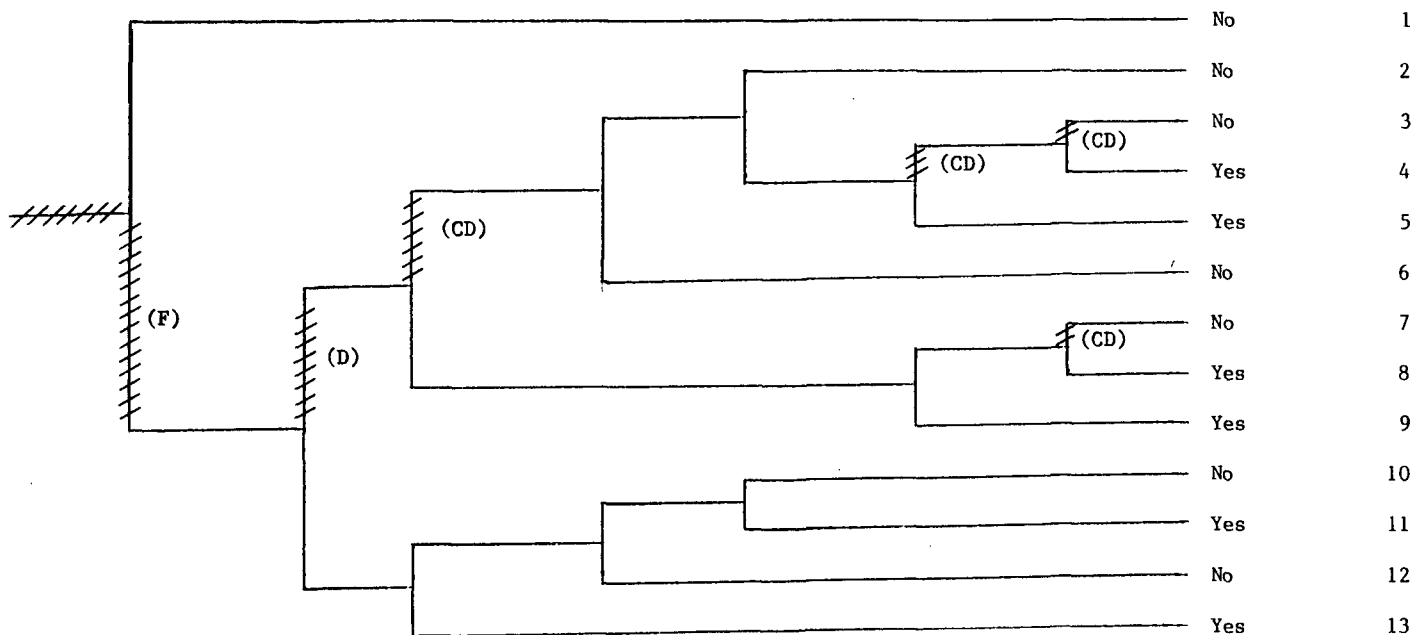 No 1
No 2
No 3
(CD)
(CD)
Yes 4
(CD)
Yes 5
No 6
(F)
No 7
(CD)
(D)
Yes 8
Yes 9
No 10
Yes 11
No 12
Yes 13